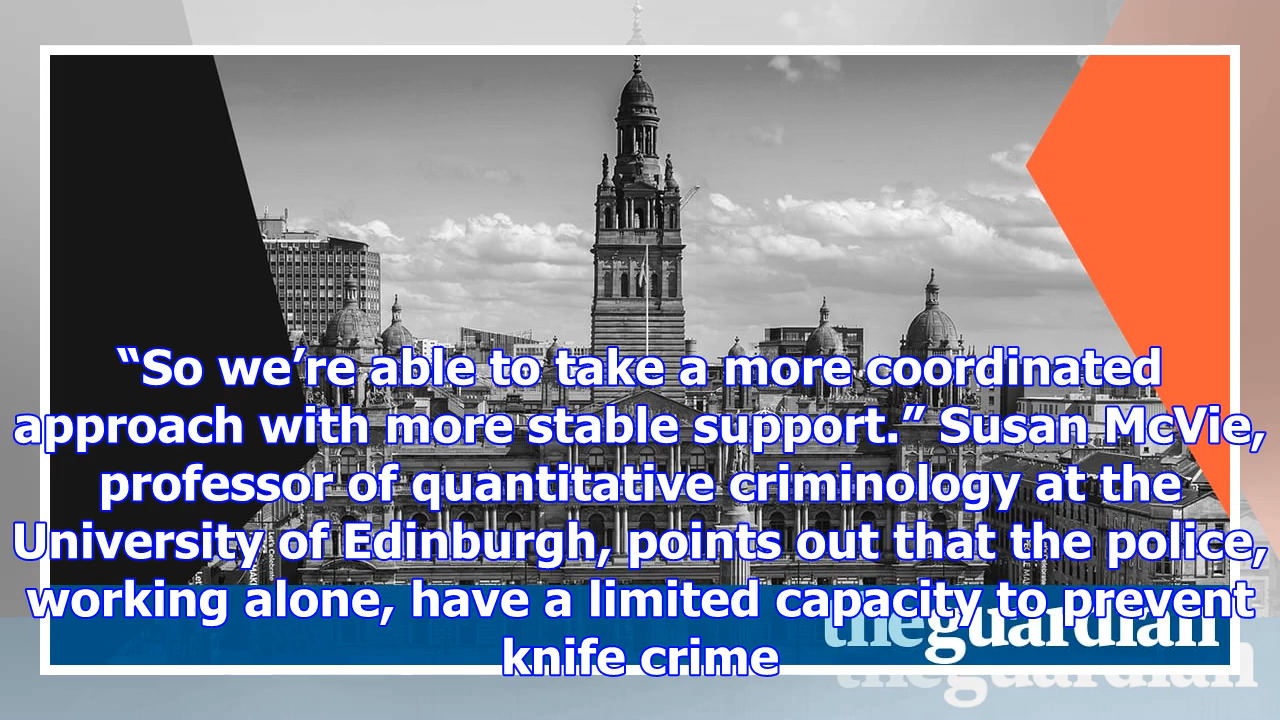 “So we’re able to take a more coordinated
approach with more stable support.” Susan McVie,
professor of quantitative criminology at the
University of Edinburgh, points out that the police,
working alone, have a limited capacity to prevent
knife crime
theguardian
theguardian